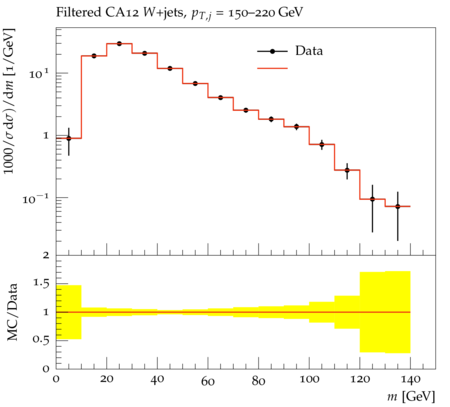 Filtered CA12 W+jets, p_{T,j} = 150–220 GeV
1000/σ dσ)/dm [1/GeV]
Data
10^1
1
10^{-1}
MC/Data
2
1.5
1
0.5
0
0 20 40 60 80 100 120 140
m [GeV]